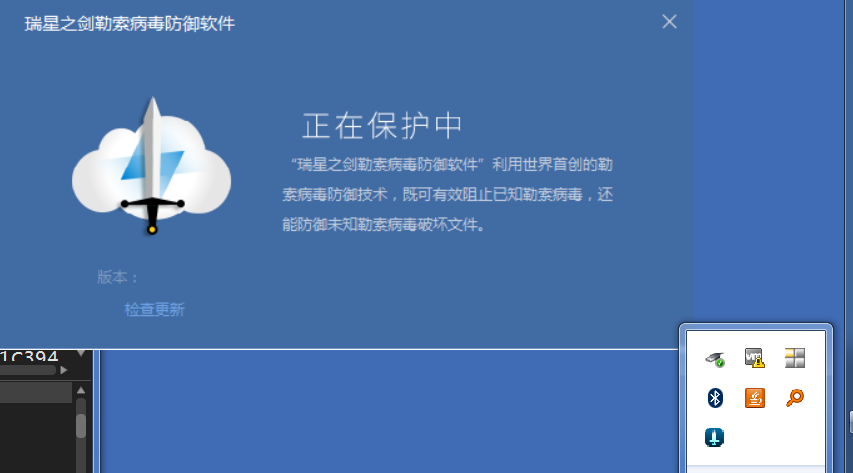 瑞星之剑勒索病毒防御软件
正在保护中
“瑞星之剑勒索病毒防御软件”利用世界首创的勒
索病毒防御技术，既可有效阻止已知勒索病毒，还
能防御未知勒索病毒破坏文件。
版本：
检查更新
1C394